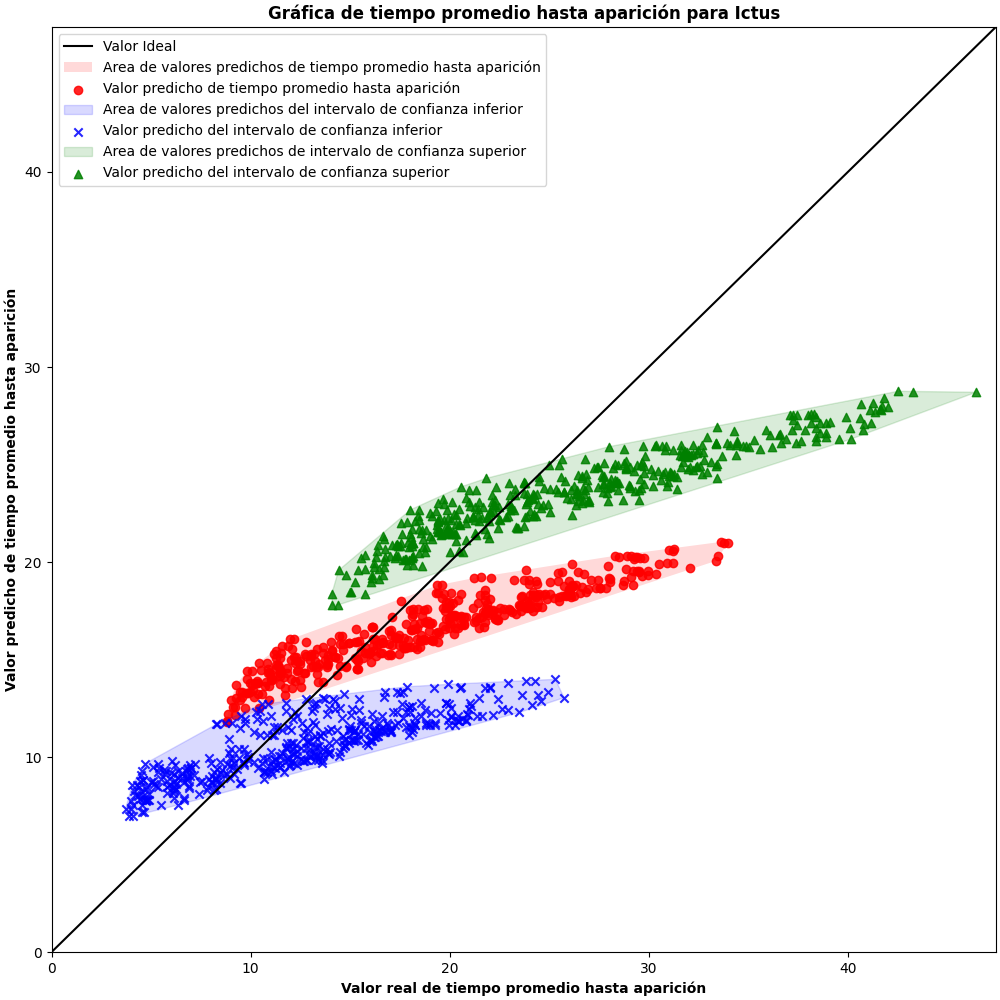 Gráfica de tiempo promedio hasta aparición para Ictus
Valor Ideal
Area de valores predichos de tiempo promedio hasta aparición
Valor predicho de tiempo promedio hasta aparición
Area de valores predichos del intervalo de confianza inferior
Valor predicho del intervalo de confianza inferior
Area de valores predichos de intervalo de confianza superior
Valor predicho del intervalo de confianza superior
Valor predicho de tiempo promedio hasta aparición
40
30
20
10
0
0 10 20 30 40
Valor real de tiempo promedio hasta aparición